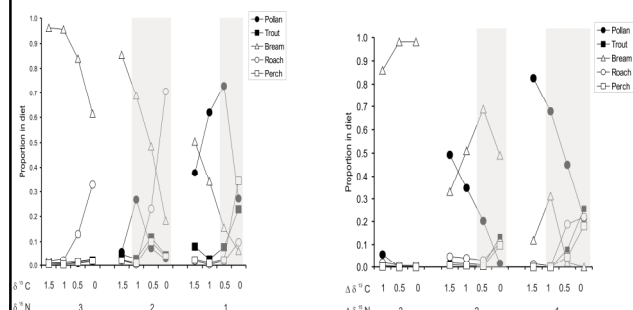 1.0
0.9
0.8
0.7
0.6
0.5
0.4
0.3
0.2
0.1
0.0
Proportion in diet
Pollan
Trout
Bream
Roach
Perch
1.5 1 0.5 0 1.5 1 0.5 0 1.5 1 0.5 0
δ ¹³ C
δ ¹⁵ N 3 2 1
1.0
0.9
0.8
0.7
0.6
0.5
0.4
0.3
0.2
0.1
0.0
Proportion in diet
Pollan
Trout
Bream
Roach
Perch
Δ δ ¹³ C 1 0.5 0 1.5 1 0.5 0 1.5 1 0.5 0